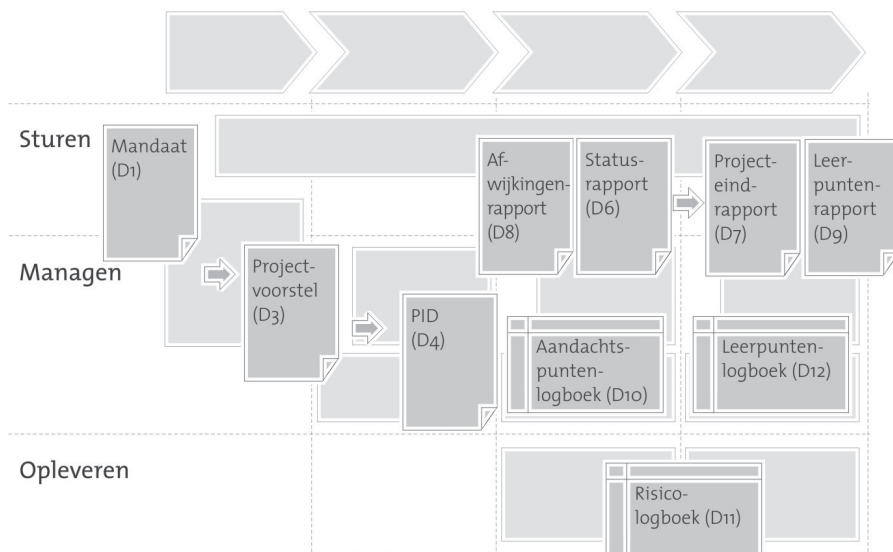 Sturen
Mandaat
(D1)
Af-
wijkingen-
rapport
(D8)
Status-
rapport
(D6)
Project-
eind-
rapport
(D7)
Leer-
punten-
rapport
(D9)
Managen
Project-
voorstel
(D3)
PID
(D4)
Aandachts-
punten-
logboek (D10)
Leerpunten-
logboek (D12)
Opleveren
Risico-
logboek (D11)